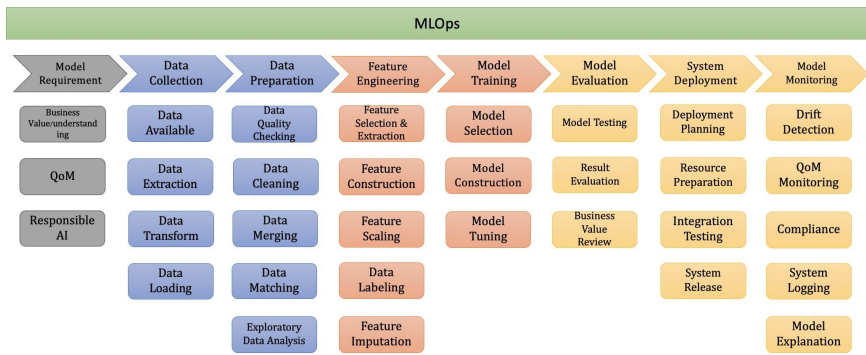 MLOps
Model
Requirement
Data
Collection
Data
Preparation
Feature
Engineering
Model
Training
Model
Evaluation
System
Deployment
Model
Monitoring
Business
Value/understand
ing
QoM
Responsible
AI
Data
Available
Data
Extraction
Data
Transform
Data
Loading
Data
Quality
Checking
Data
Cleaning
Data
Merging
Data
Matching
Exploratory
Data Analysis
Feature
Selection &
Extraction
Feature
Construction
Feature
Scaling
Data
Labeling
Feature
Imputation
Model
Selection
Model
Construction
Model
Tuning
Model Testing
Result
Evaluation
Business
Value
Review
Deployment
Planning
Resource
Preparation
Integration
Testing
System
Release
Drift
Detection
QoM
Monitoring
Compliance
System
Logging
Model
Explanation